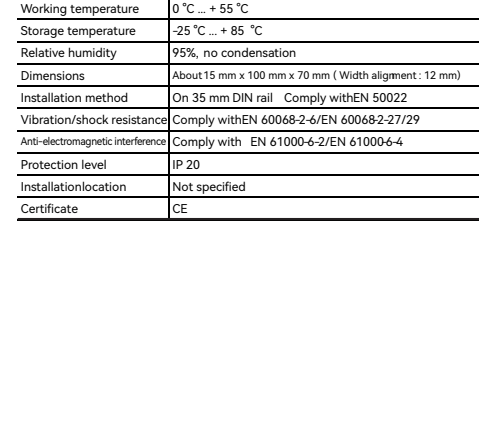 Working temperature 0 °C ... + 55 °C
Storage temperature -25 °C ... + 85 °C
Relative humidity 95%, no condensation
Dimensions About 15 mm x 100 mm x 70 mm ( Width alignment : 12 mm)
Installation method On 35 mm DIN rail Comply withEN 50022
Vibration/shock resistance Comply withEN 60068-2-6/EN 60068-2-27/29
Anti-electromagnetic interference Comply with EN 61000-6-2/EN 61000-6-4
Protection level IP 20
Installationlocation Not specified
Certificate CE